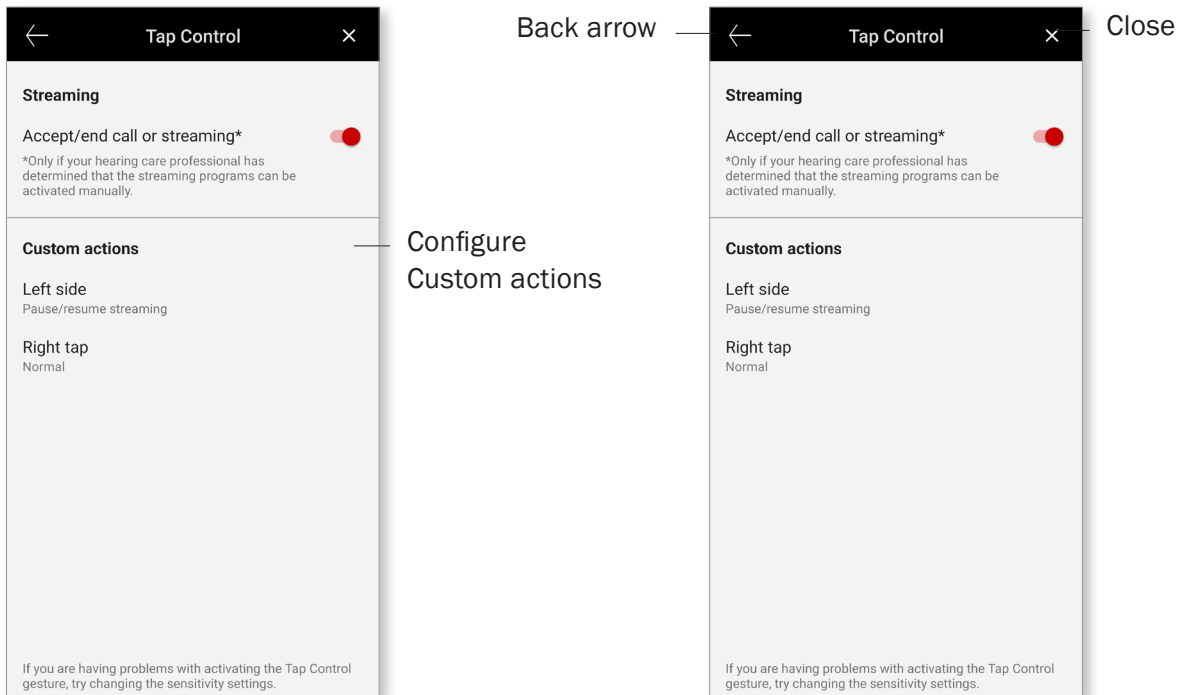 Tap Control
Streaming
Accept/end call or streaming*
*Only if your hearing care professional has
determined that the streaming programs can be
activated manually.
Custom actions
Left side
Pause/resume streaming
Right tap
Normal
If you are having problems with activating the Tap Control
gesture, try changing the sensitivity settings.
Configure
Custom actions
Back arrow
Tap Control
Close
Streaming
Accept/end call or streaming*
*Only if your hearing care professional has
determined that the streaming programs can be
activated manually.
Custom actions
Left side
Pause/resume streaming
Right tap
Normal
If you are having problems with activating the Tap Control
gesture, try changing the sensitivity settings.